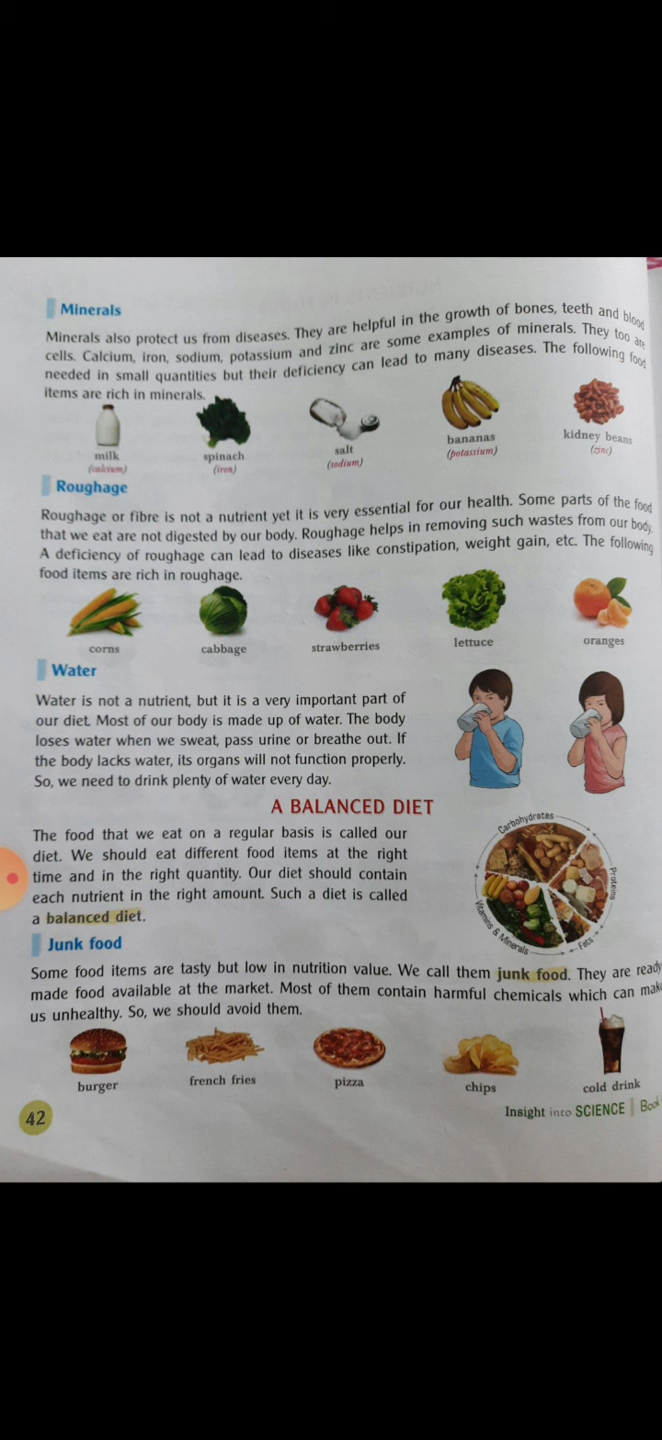 Minerals
Minerals also protect us from diseases. They are helpful in the growth of bones, teeth and blood
cells. Calcium, iron, sodium, potassium and zinc are some examples of minerals. They too are
needed in small quantities but their deficiency can lead to many diseases. The following food
items are rich in minerals.
milk
(calcium)
spinach
(iron)
salt
(sodium)
bananas
(potassium)
kidney beans
(zinc)
Roughage
Roughage or fibre is not a nutrient yet it is very essential for our health. Some parts of the food
that we eat are not digested by our body. Roughage helps in removing such wastes from our body.
A deficiency of roughage can lead to diseases like constipation, weight gain, etc. The following
food items are rich in roughage.
corns
cabbage
strawberries
lettuce
oranges
Water
Water is not a nutrient, but it is a very important part of
our diet. Most of our body is made up of water. The body
loses water when we sweat, pass urine or breathe out. If
the body lacks water, its organs will not function properly.
So, we need to drink plenty of water every day.
A BALANCED DIET
The food that we eat on a regular basis is called our
diet. We should eat different food items at the right
time and in the right quantity. Our diet should contain
each nutrient in the right amount. Such a diet is called
a balanced diet.
Carbohydrates
Proteins
Fats
Vitamins & Minerals
Junk food
Some food items are tasty but low in nutrition value. We call them junk food. They are ready
made food available at the market. Most of them contain harmful chemicals which can make
us unhealthy. So, we should avoid them.
burger
french fries
pizza
chips
cold drink
42
Insight into SCIENCE | Book